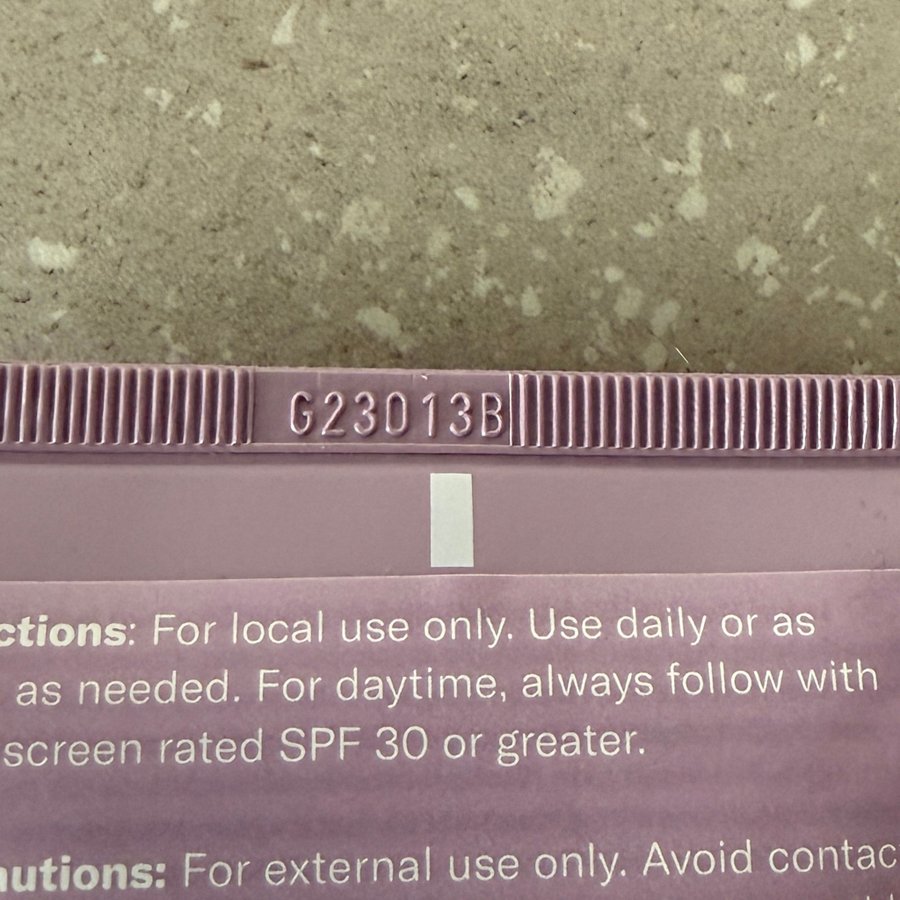 G23013B
ctions: For local use only. Use daily or as
as needed. For daytime, always follow with
screen rated SPF 30 or greater.
autions: For external use only. Avoid contac